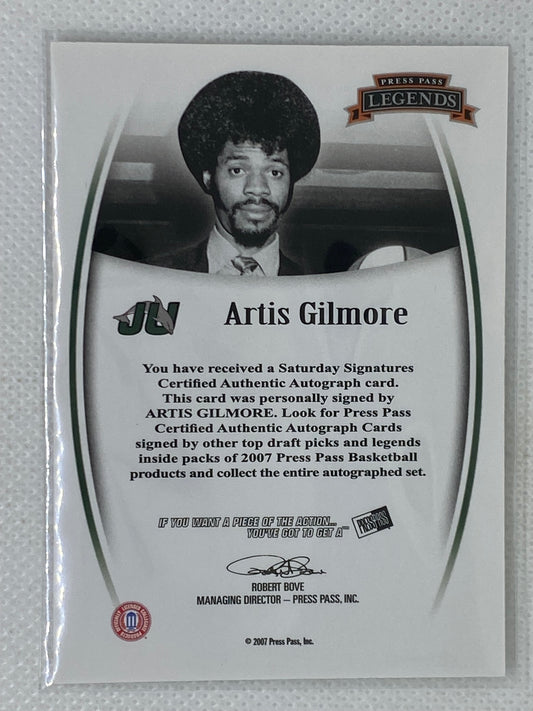 PRESS PASS
LEGENDS
JU
Artis Gilmore
You have received a Saturday Signatures
Certified Authentic Autograph card.
This card was personally signed by
ARTIS GILMORE. Look for Press Pass
Certified Authentic Autograph Cards
signed by other top draft picks and legends
inside packs of 2007 Press Pass Basketball
products and collect the entire autographed set.
IF YOU WANT A PIECE OF THE ACTION...
YOU'VE GOT TO GET A
PRESS PASS
ROBERT BOVE
MANAGING DIRECTOR – PRESS PASS, INC.
OFFICIALLY LICENSED COLLEGIATE PRODUCTS
© 2007 Press Pass, Inc.